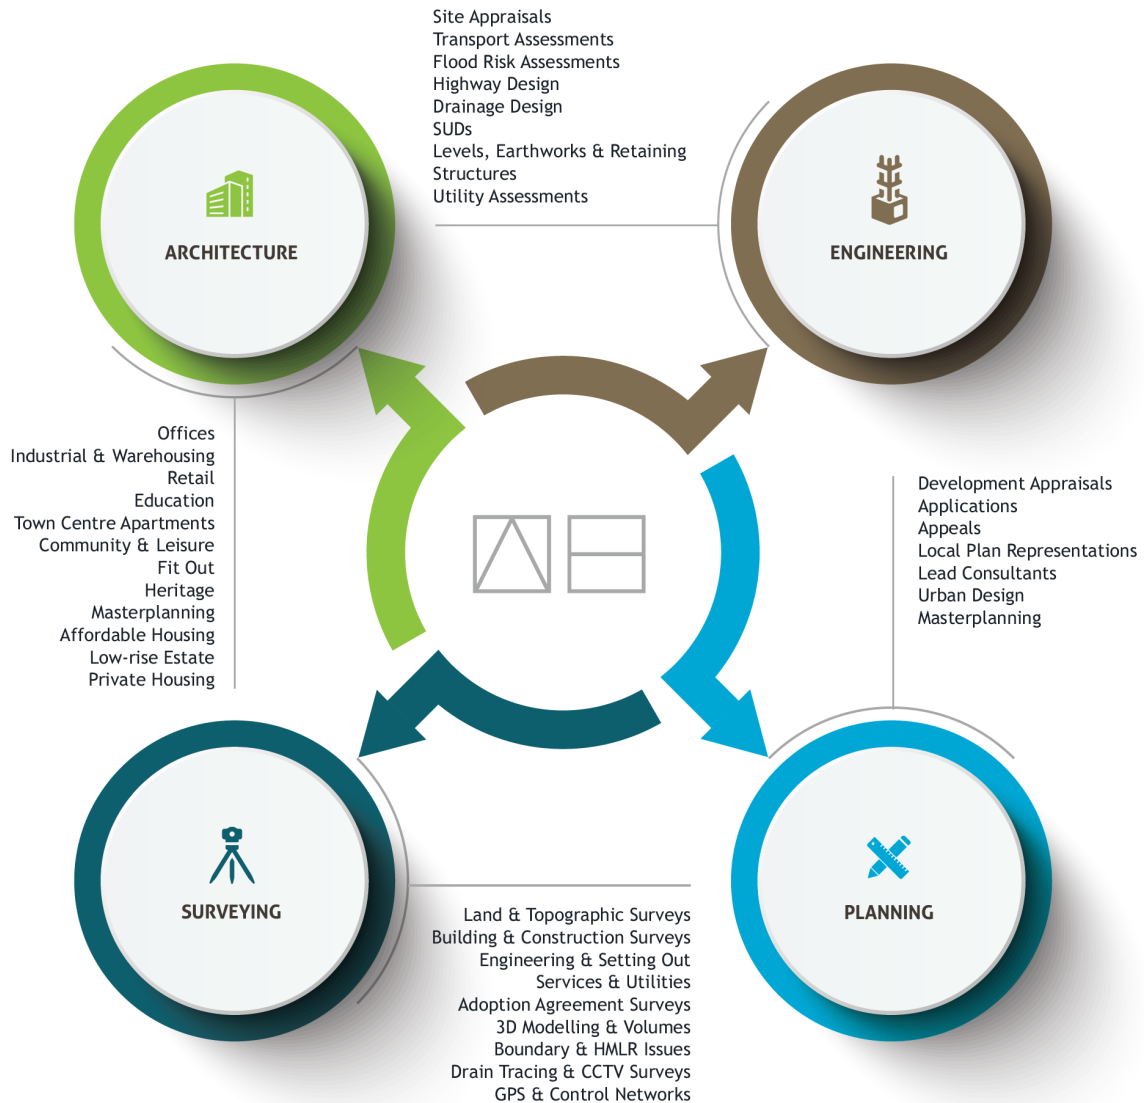 Site Appraisals
Transport Assessments
Flood Risk Assessments
Highway Design
Drainage Design
SUDs
Levels, Earthworks & Retaining
Structures
Utility Assessments
ARCHITECTURE
ENGINEERING
Offices
Industrial & Warehousing
Retail
Education
Town Centre Apartments
Community & Leisure
Fit Out
Heritage
Masterplanning
Affordable Housing
Low-rise Estate
Private Housing
Development Appraisals
Applications
Appeals
Local Plan Representations
Lead Consultants
Urban Design
Masterplanning
SURVEYING
PLANNING
Land & Topographic Surveys
Building & Construction Surveys
Engineering & Setting Out
Services & Utilities
Adoption Agreement Surveys
3D Modelling & Volumes
Boundary & HMLR Issues
Drain Tracing & CCTV Surveys
GPS & Control Networks